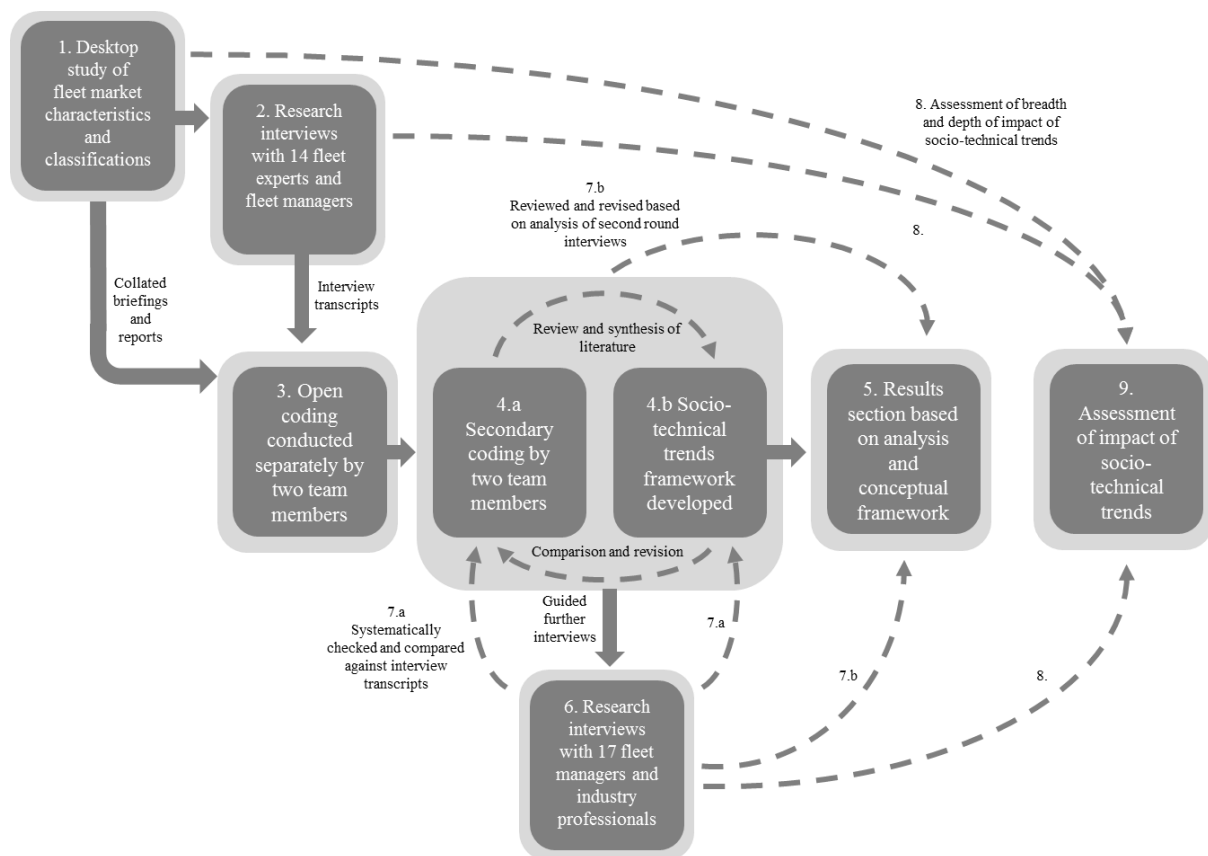 1. Desktop
study of
fleet market
characteristics
and
classifications
2. Research
interviews
with 14 fleet
experts and
fleet managers
8. Assessment of breadth
and depth of impact of
socio-technical trends
7.b
Reviewed and revised based
on analysis of second round
interviews
8.
Collated
briefings
and
reports
Interview
transcripts
Review and synthesis of
literature
3. Open
coding
conducted
separately by
two team
members
4.a
Secondary
coding by
two team
members
4.b Socio-
technical
trends
framework
developed
5. Results
section based
on analysis
and
conceptual
framework
9.
Assessment
of impact of
socio-
technical
trends
Comparison and revision
7.a
Systematically
checked and compared
against interview
transcripts
Guided
further
interviews
7.a
6. Research
interviews
with 17 fleet
managers and
industry
professionals
7.b
8.